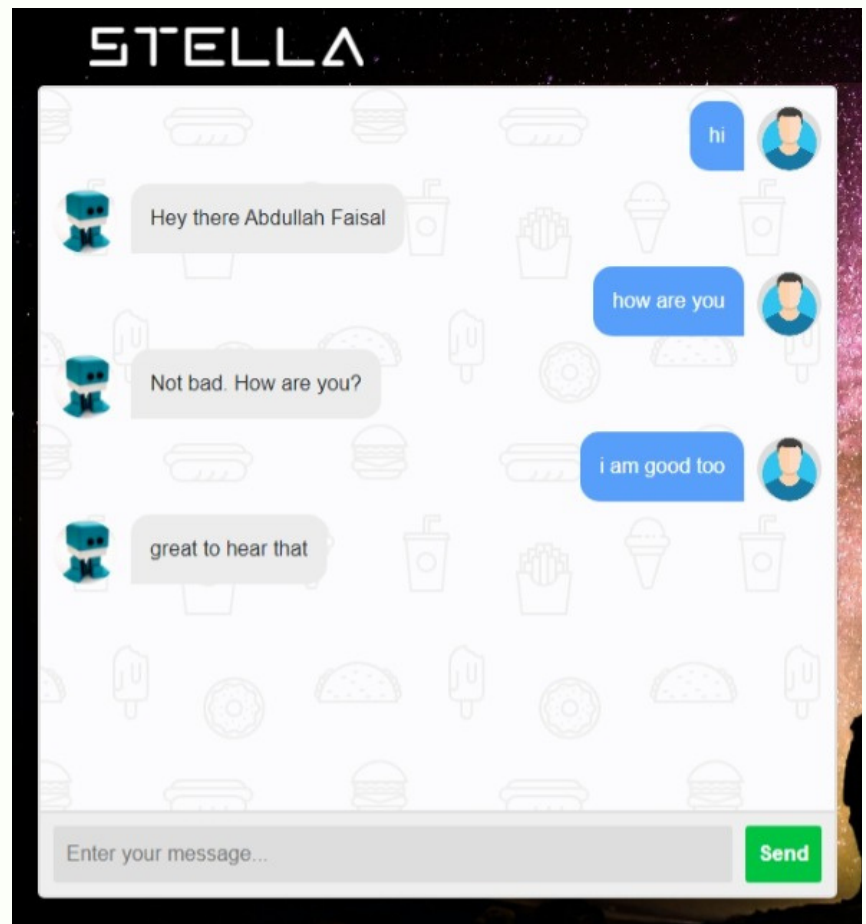 STELLA
hi
Hey there Abdullah Faisal
how are you
Not bad. How are you?
i am good too
great to hear that
Enter your message...
Send